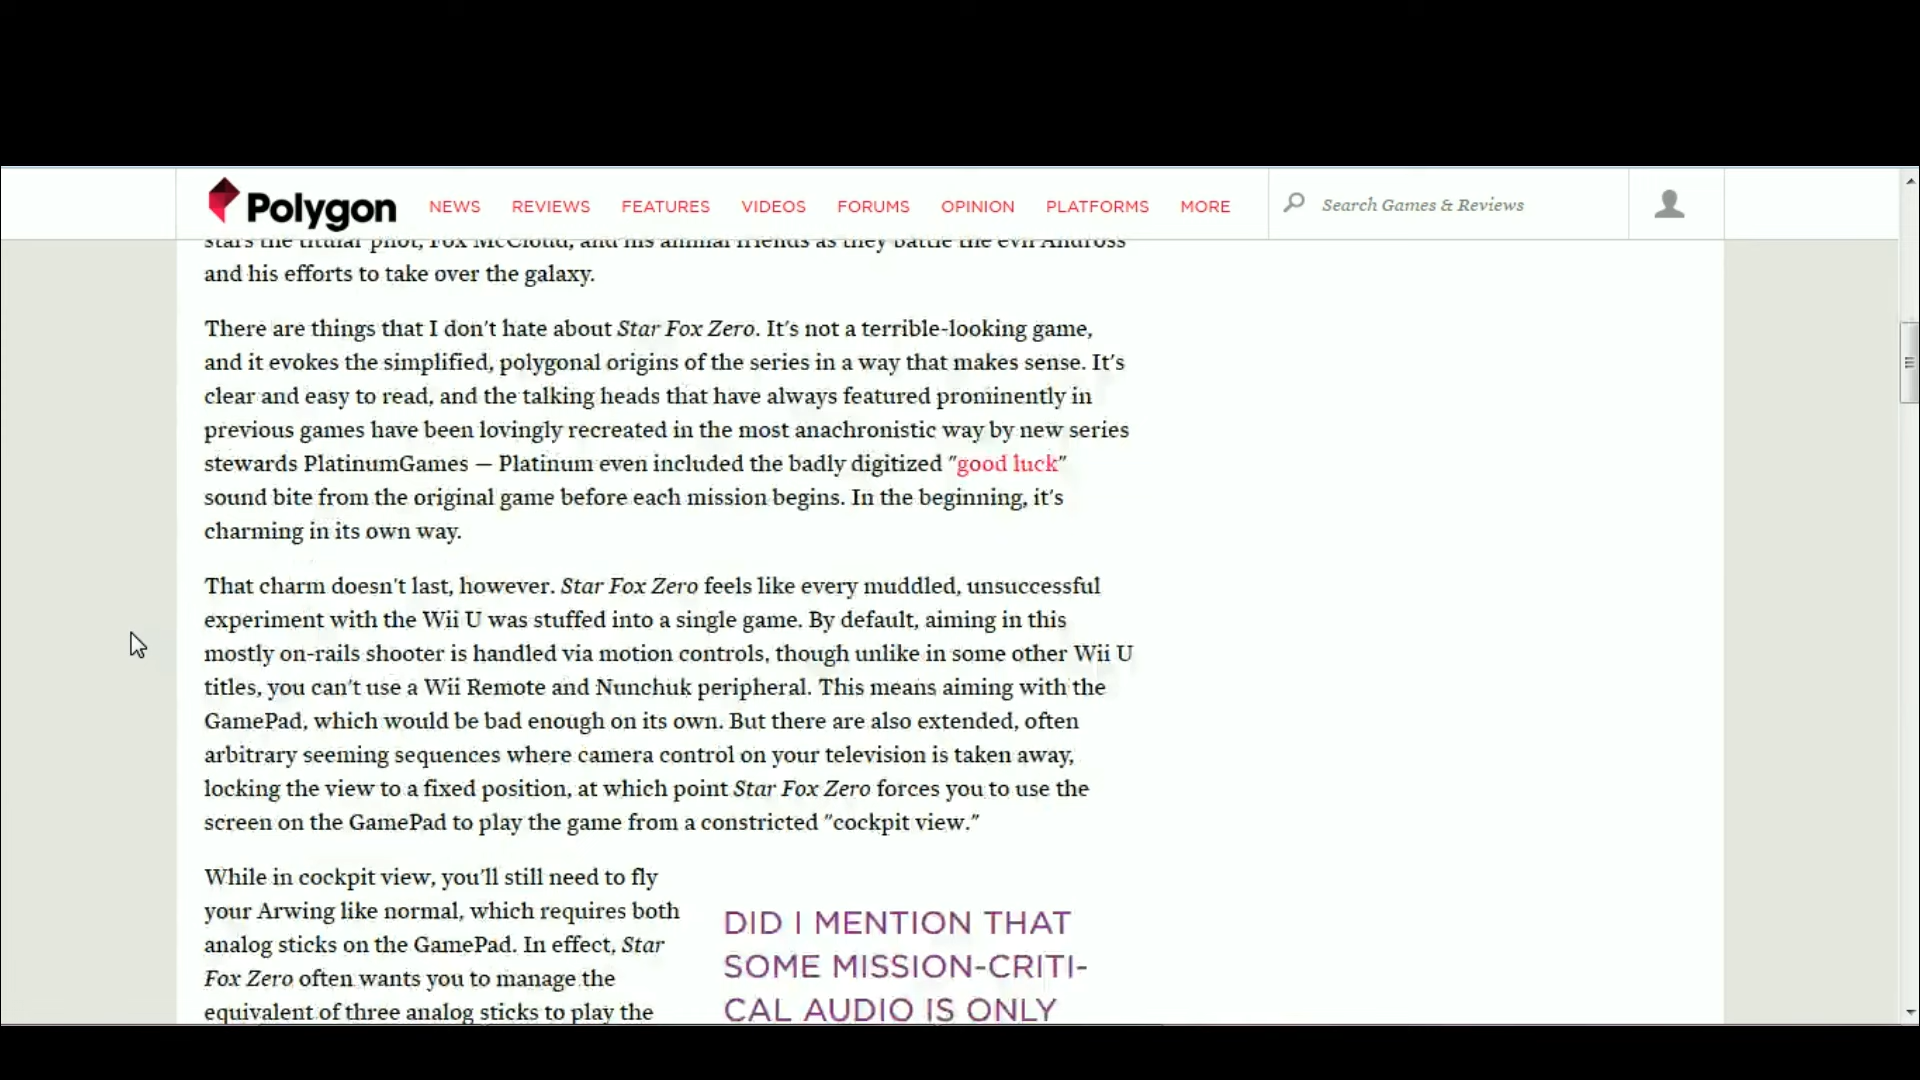 Polygon
NEWS REVIEWS FEATURES VIDEOS FORUMS OPINION PLATFORMS MORE
Search Games & Reviews
stars the titular pilot, Fox McCloud, and his animal friends as they battle the evil Andross
and his efforts to take over the galaxy.
There are things that I don't hate about Star Fox Zero. It's not a terrible-looking game,
and it evokes the simplified, polygonal origins of the series in a way that makes sense. It's
clear and easy to read, and the talking heads that have always featured prominently in
previous games have been lovingly recreated in the most anachronistic way by new series
stewards PlatinumGames — Platinum even included the badly digitized "good luck"
sound bite from the original game before each mission begins. In the beginning, it's
charming in its own way.
That charm doesn't last, however. Star Fox Zero feels like every muddled, unsuccessful
experiment with the Wii U was stuffed into a single game. By default, aiming in this
mostly on-rails shooter is handled via motion controls, though unlike in some other Wii U
titles, you can't use a Wii Remote and Nunchuk peripheral. This means aiming with the
GamePad, which would be bad enough on its own. But there are also extended, often
arbitrary seeming sequences where camera control on your television is taken away,
locking the view to a fixed position, at which point Star Fox Zero forces you to use the
screen on the GamePad to play the game from a constricted "cockpit view."
While in cockpit view, you'll still need to fly
your Arwing like normal, which requires both
analog sticks on the GamePad. In effect, Star
Fox Zero often wants you to manage the
equivalent of three analog sticks to play the
DID I MENTION THAT
SOME MISSION-CRITI-
CAL AUDIO IS ONLY